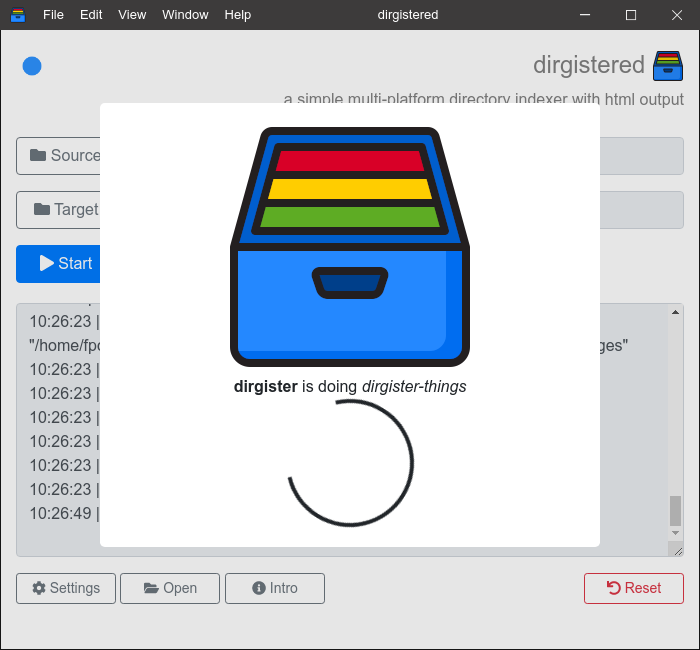 File Edit View Window Help dirgistered
dirgistered
a simple multi-platform directory indexer with html output
Source
Target
Start
10:26:23 |
"/home/fpo ges"
10:26:23 |
10:26:23 |
10:26:23 |
10:26:23 |
10:26:23 |
10:26:23 |
10:26:49 |
dirgister is doing dirgister-things
Settings Open Intro Reset